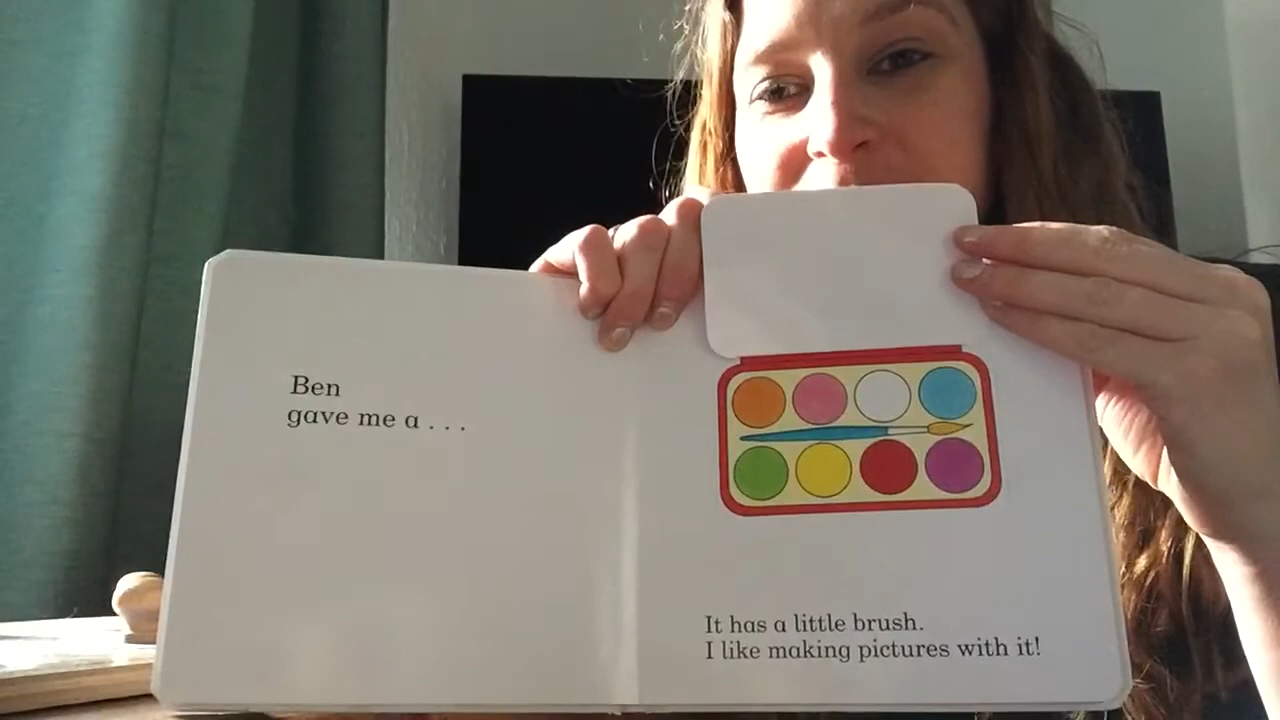 Ben
gave me a . . .
It has a little brush.
I like making pictures with it!